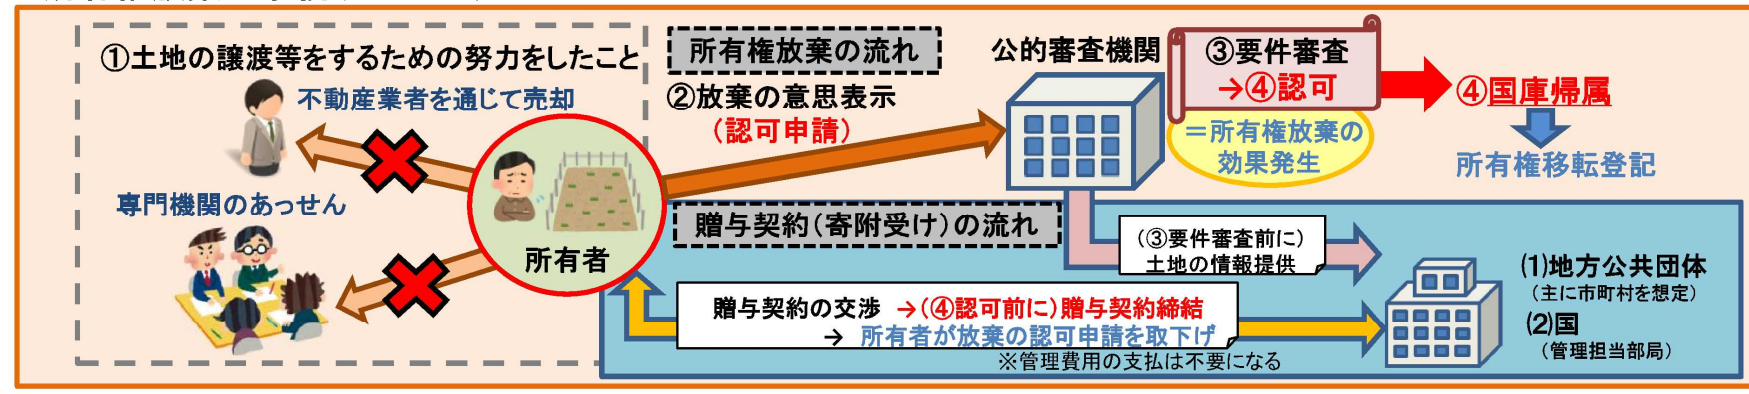 ①土地の譲渡等をするための努力をしたこと
不動産業者を通じて売却
専門機関のあっせん
所有者
所有権放棄の流れ
②放棄の意思表示
（認可申請）
公的審査機関
③要件審査
→④認可
＝所有権放棄の
効果発生
④国庫帰属
所有権移転登記
贈与契約（寄附受け）の流れ
（③要件審査前に）
土地の情報提供
贈与契約の交渉 →（④認可前に）贈与契約締結
→ 所有者が放棄の認可申請を取下げ
※管理費用の支払は不要になる
(1)地方公共団体
（主に市町村を想定）
(2)国
（管理担当部局）